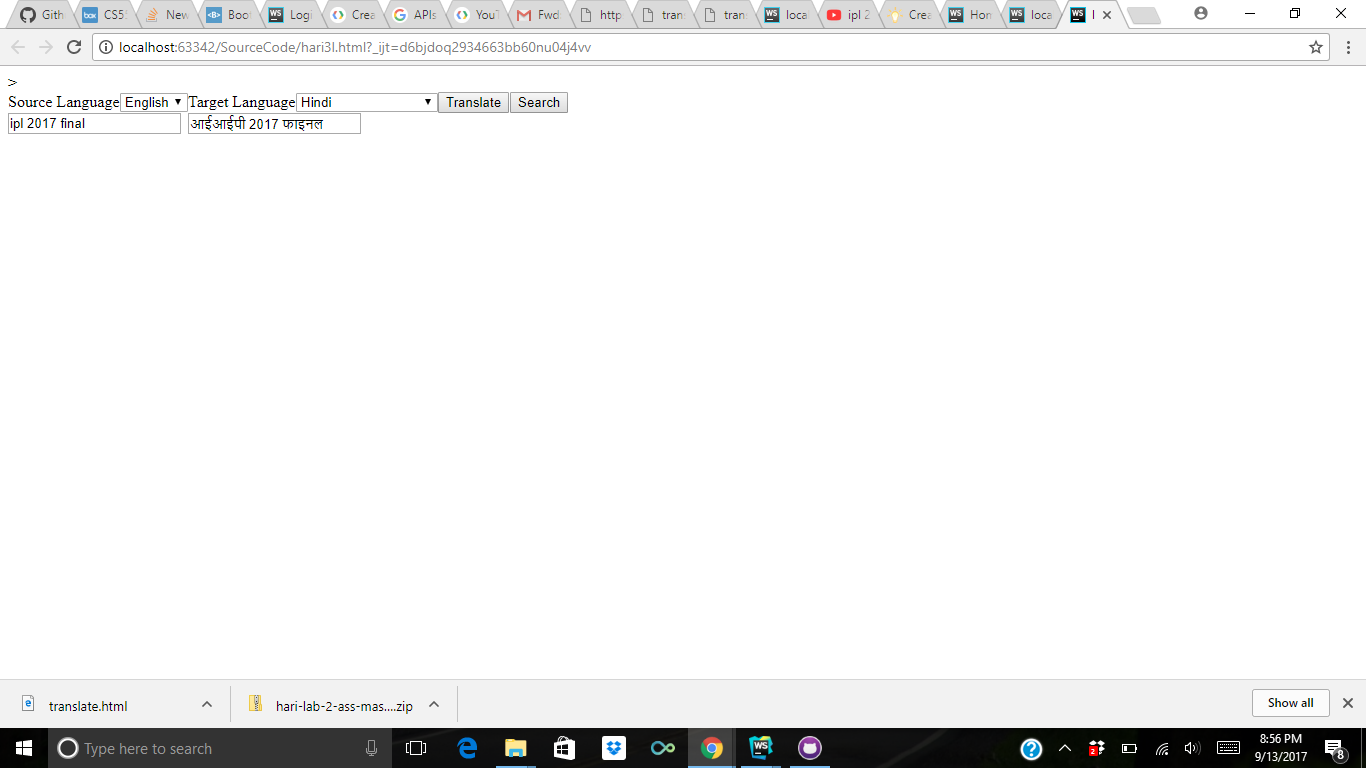 Gith CS5 New Boo Logi Crea APIs YouT Fwd: http tran tran loca ipl 2 Crea Hom loca l
localhost:63342/SourceCode/hari3l.html?_ijt=d6bjdoq2934663bb60nu04j4vv
>
Source Language English Target Language Hindi Translate Search
ipl 2017 final आईआईपी 2017 फाइनल
translate.html hari-lab-2-ass-mas....zip Show all
Type here to search
8:56 PM
9/13/2017
8